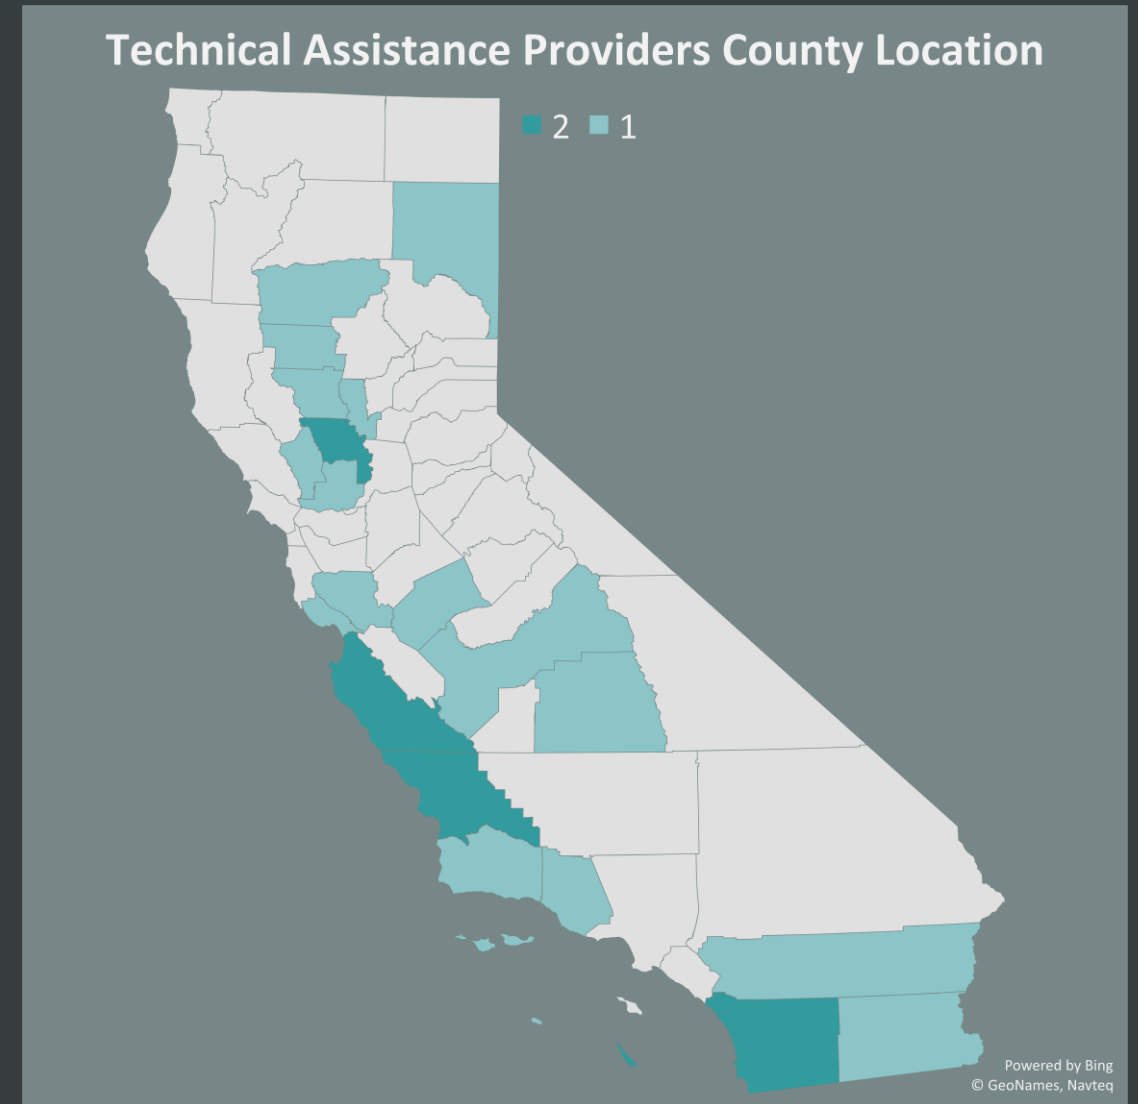 Technical Assistance Providers County Location
2 1
Powered by Bing
© GeoNames, Navteq